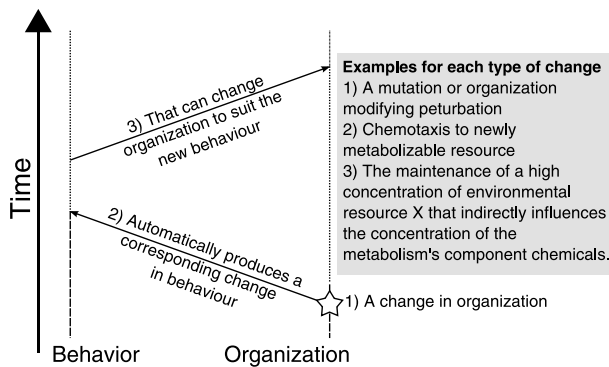 Time
3) That can change
organization to suit the
new behaviour
2) Automatically produces a
corresponding change
in behaviour
Examples for each type of change
1) A mutation or organization
modifying peturbation
2) Chemotaxis to newly
metabolizable resource
3) The maintenance of a high
concentration of environmental
resource X that indirectly influences
the concentration of the
metabolism's component chemicals.
1) A change in organization
Behavior
Organization